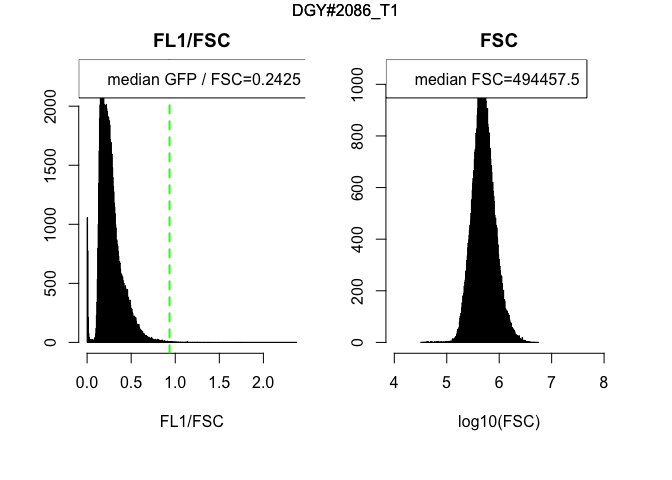 DGY#2086_T1
FL1/FSC
median GFP / FSC=0.2425
2000
1500
1000
500
0
0.0 0.5 1.0 1.5 2.0
FL1/FSC
FSC
median FSC=494457.5
1000
800
600
400
200
0
4 5 6 7 8
log10(FSC)